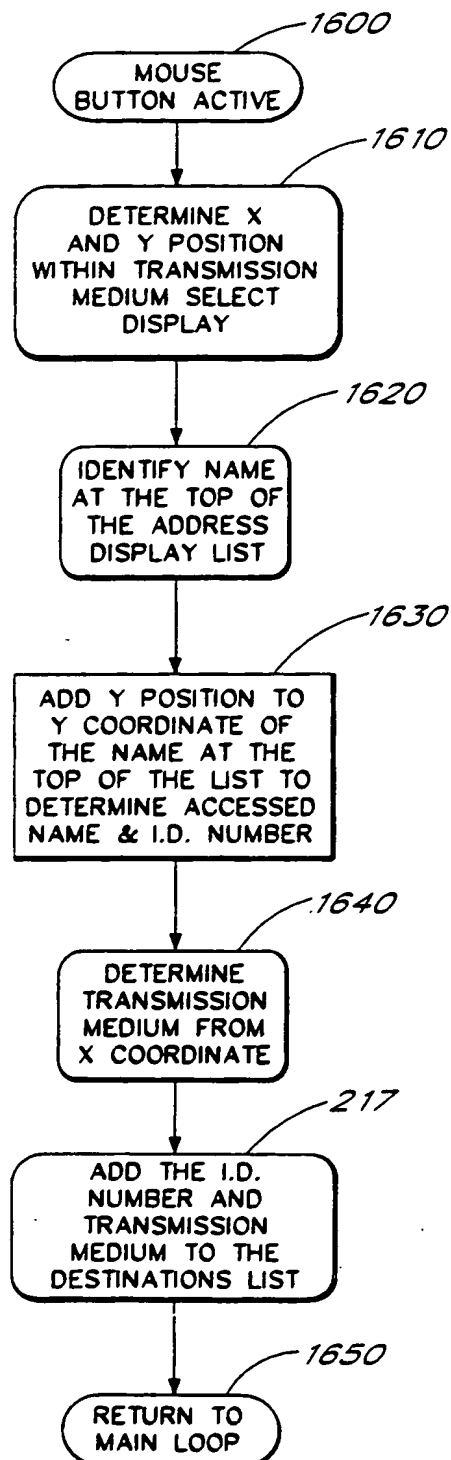 1600
MOUSE
BUTTON ACTIVE
1610
DETERMINE X
AND Y POSITION
WITHIN TRANSMISSION
MEDIUM SELECT
DISPLAY
1620
IDENTIFY NAME
AT THE TOP OF
THE ADDRESS
DISPLAY LIST
1630
ADD Y POSITION TO
Y COORDINATE OF
THE NAME AT THE
TOP OF THE LIST TO
DETERMINE ACCESSED
NAME & I.D. NUMBER
1640
DETERMINE
TRANSMISSION
MEDIUM FROM
X COORDINATE
217
ADD THE I.D.
NUMBER AND
TRANSMISSION
MEDIUM TO THE
DESTINATIONS LIST
1650
RETURN TO
MAIN LOOP